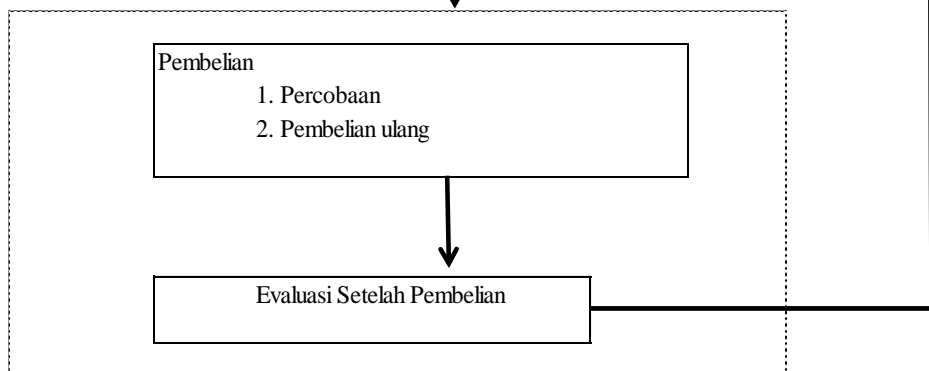 Pembelian
1. Percobaan
2. Pembelian ulang
Evaluasi Setelah Pembelian